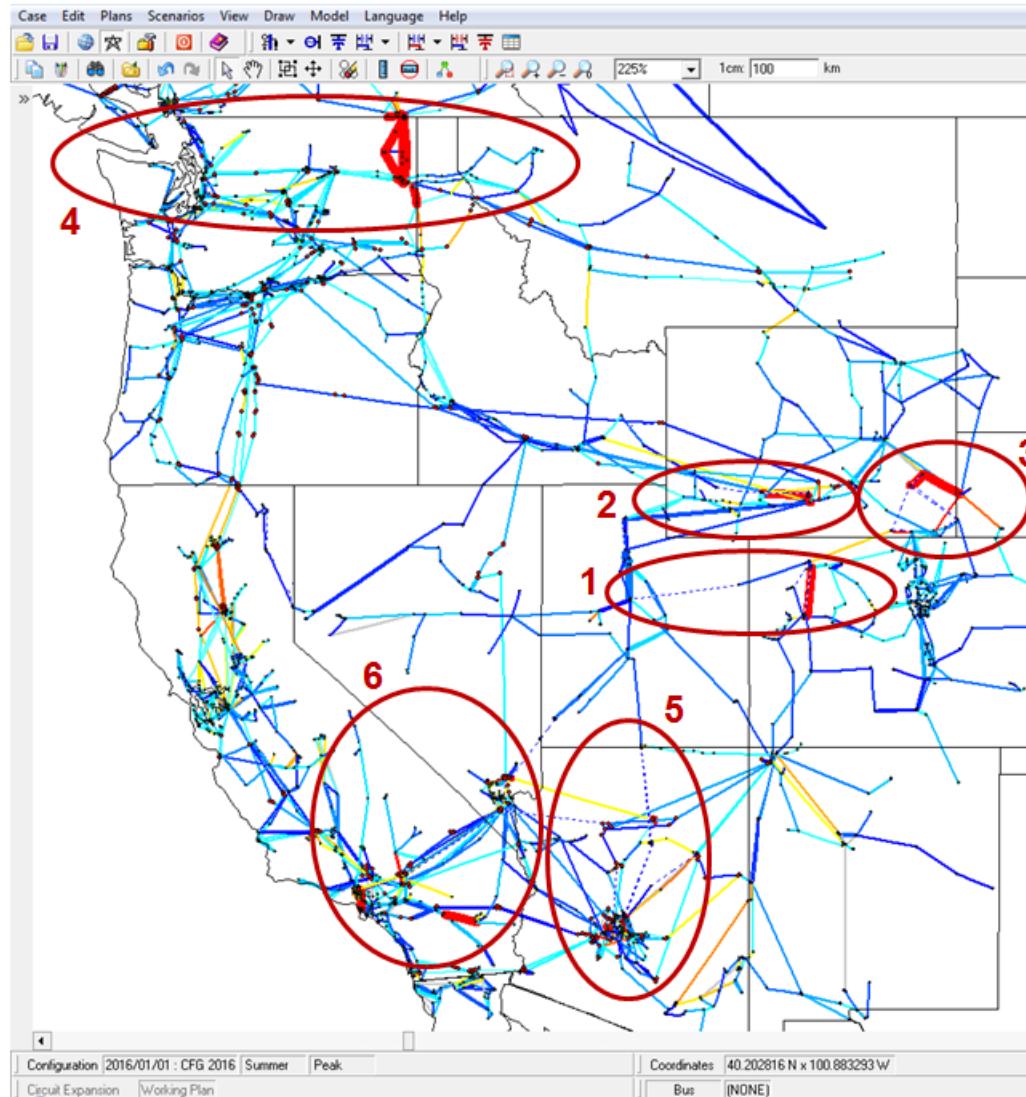 Case Edit Plans Scenarios View Draw Model Language Help
225% 1cm: 100 km
»
4
3
2
1
6
5
Configuration 2016/01/01 : CFG 2016 Summer Peak Coordinates 40.202816 N x 100.883293 W
Circuit Expansion Working Plan Bus (NONE)